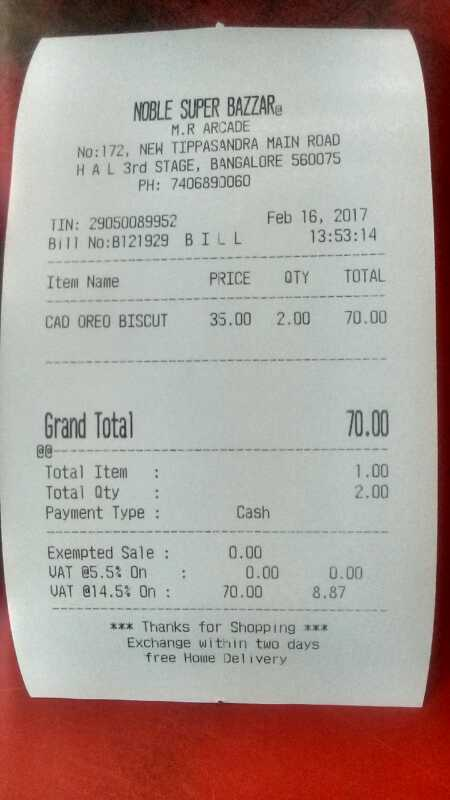 NOBLE SUPER BAZZAR@
M.R ARCADE
No:172, NEW TIPPASANDRA MAIN ROAD
H A L 3rd STAGE, BANGALORE 560075
PH: 7406890060
TIN: 29050089952 Feb 16, 2017
Bill No:B121929 B I L L 13:53:14
Item Name PRICE QTY TOTAL
CAD OREO BISCUT 35.00 2.00 70.00
Grand Total 70.00
@@
Total Item : 1.00
Total Qty : 2.00
Payment Type : Cash
Exempted Sale : 0.00
VAT @5.5% On : 0.00 0.00
VAT @14.5% On : 70.00 8.87
*** Thanks for Shopping ***
Exchange within two days
free Home Delivery